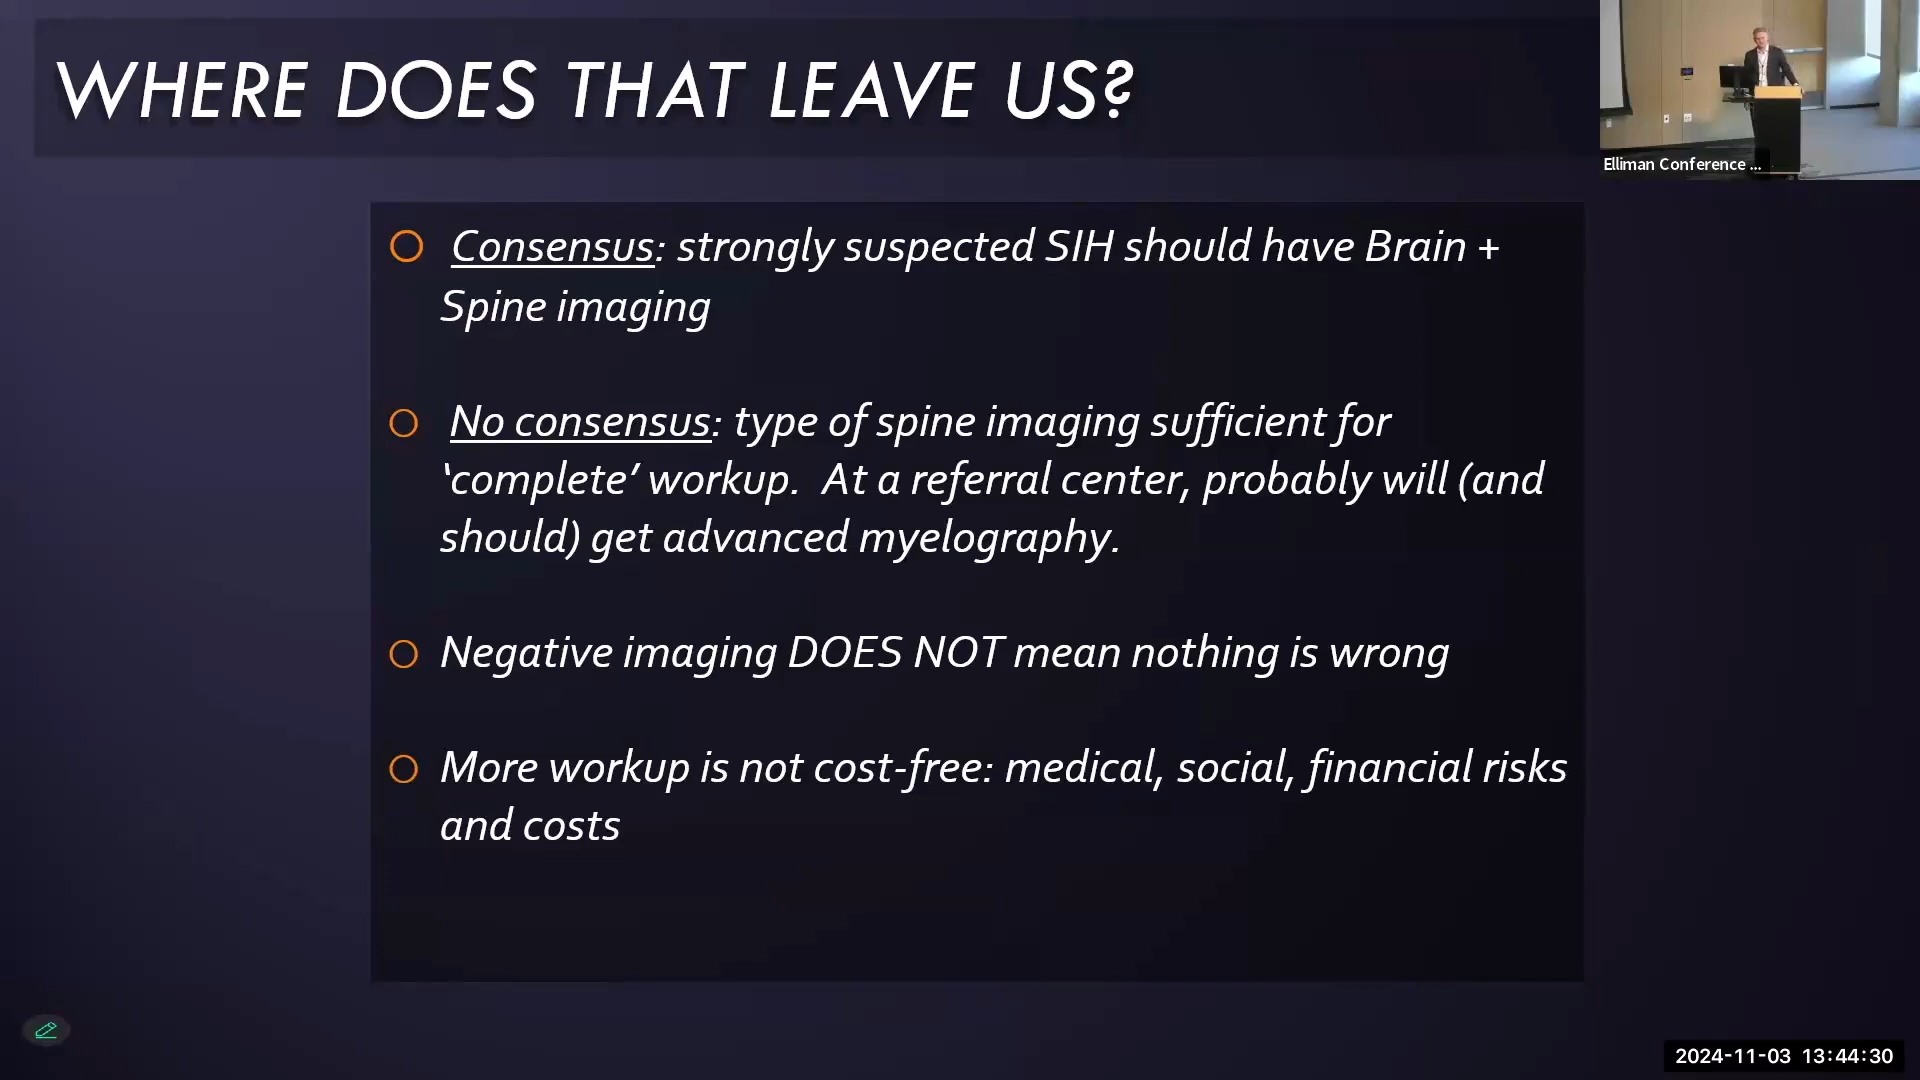 WHERE DOES THAT LEAVE US?
Elliman Conference ...
Consensus: strongly suspected SIH should have Brain +
Spine imaging
No consensus: type of spine imaging sufficient for
‘complete’ workup.  At a referral center, probably will (and
should) get advanced myelography.
Negative imaging DOES NOT mean nothing is wrong
More workup is not cost-free: medical, social, financial risks
and costs
2024-11-03 13:44:30